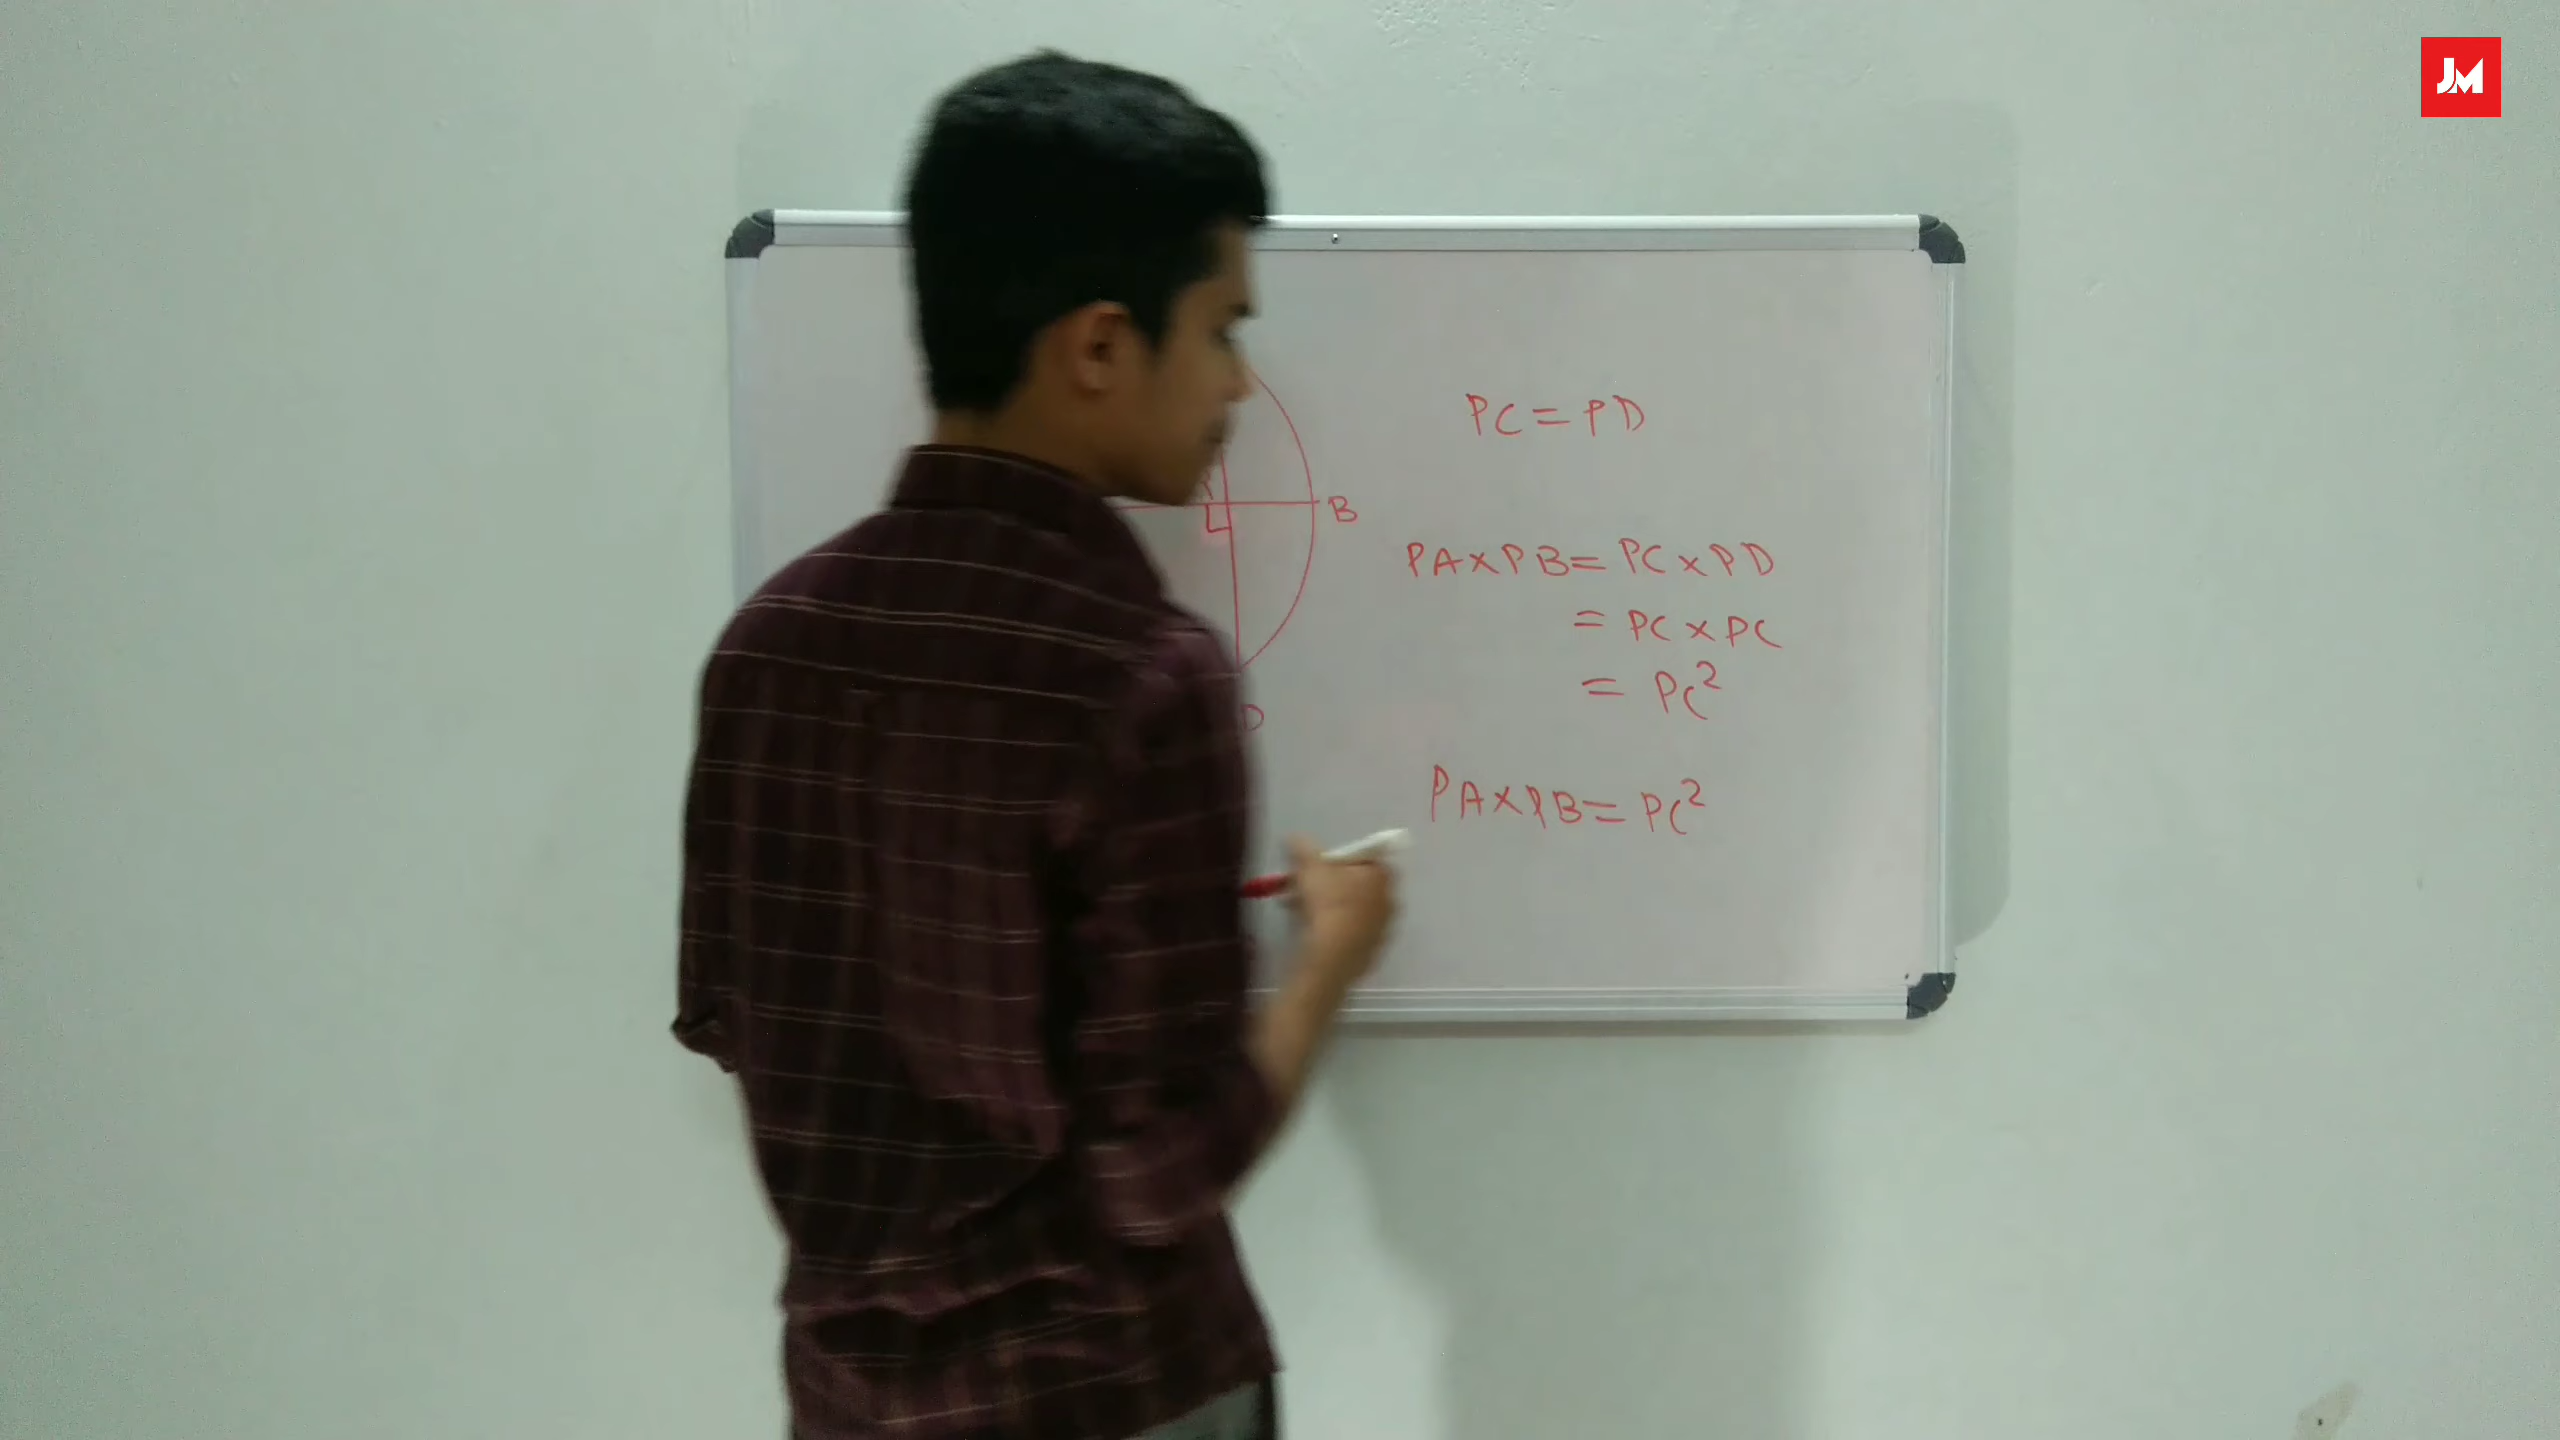 JM
PC = PD
B
PA x PB = PC x PD
= PC x PC
= PC²
D
PA x PB = PC²